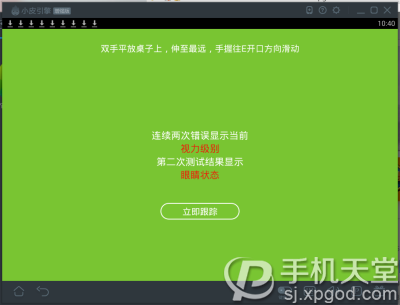 小皮引擎
10:40
双手平放桌子上，伸至最远，手握往E开口方向滑动
连续两次错误显示当前
视力级别
第二次测试结果显示
眼睛状态
立即跟踪
手机天堂
sj.xpgod.com